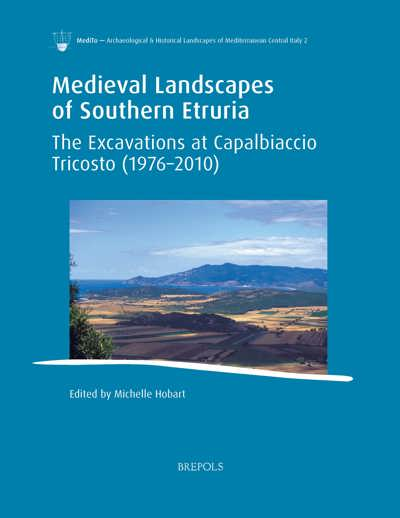 MediTo — Archaeological & Historical Landscapes of Mediterranean Central Italy 2
Medieval Landscapes
of Southern Etruria
The Excavations at Capalbiaccio
Tricosto (1976–2010)
Edited by Michelle Hobart
BREPOLS